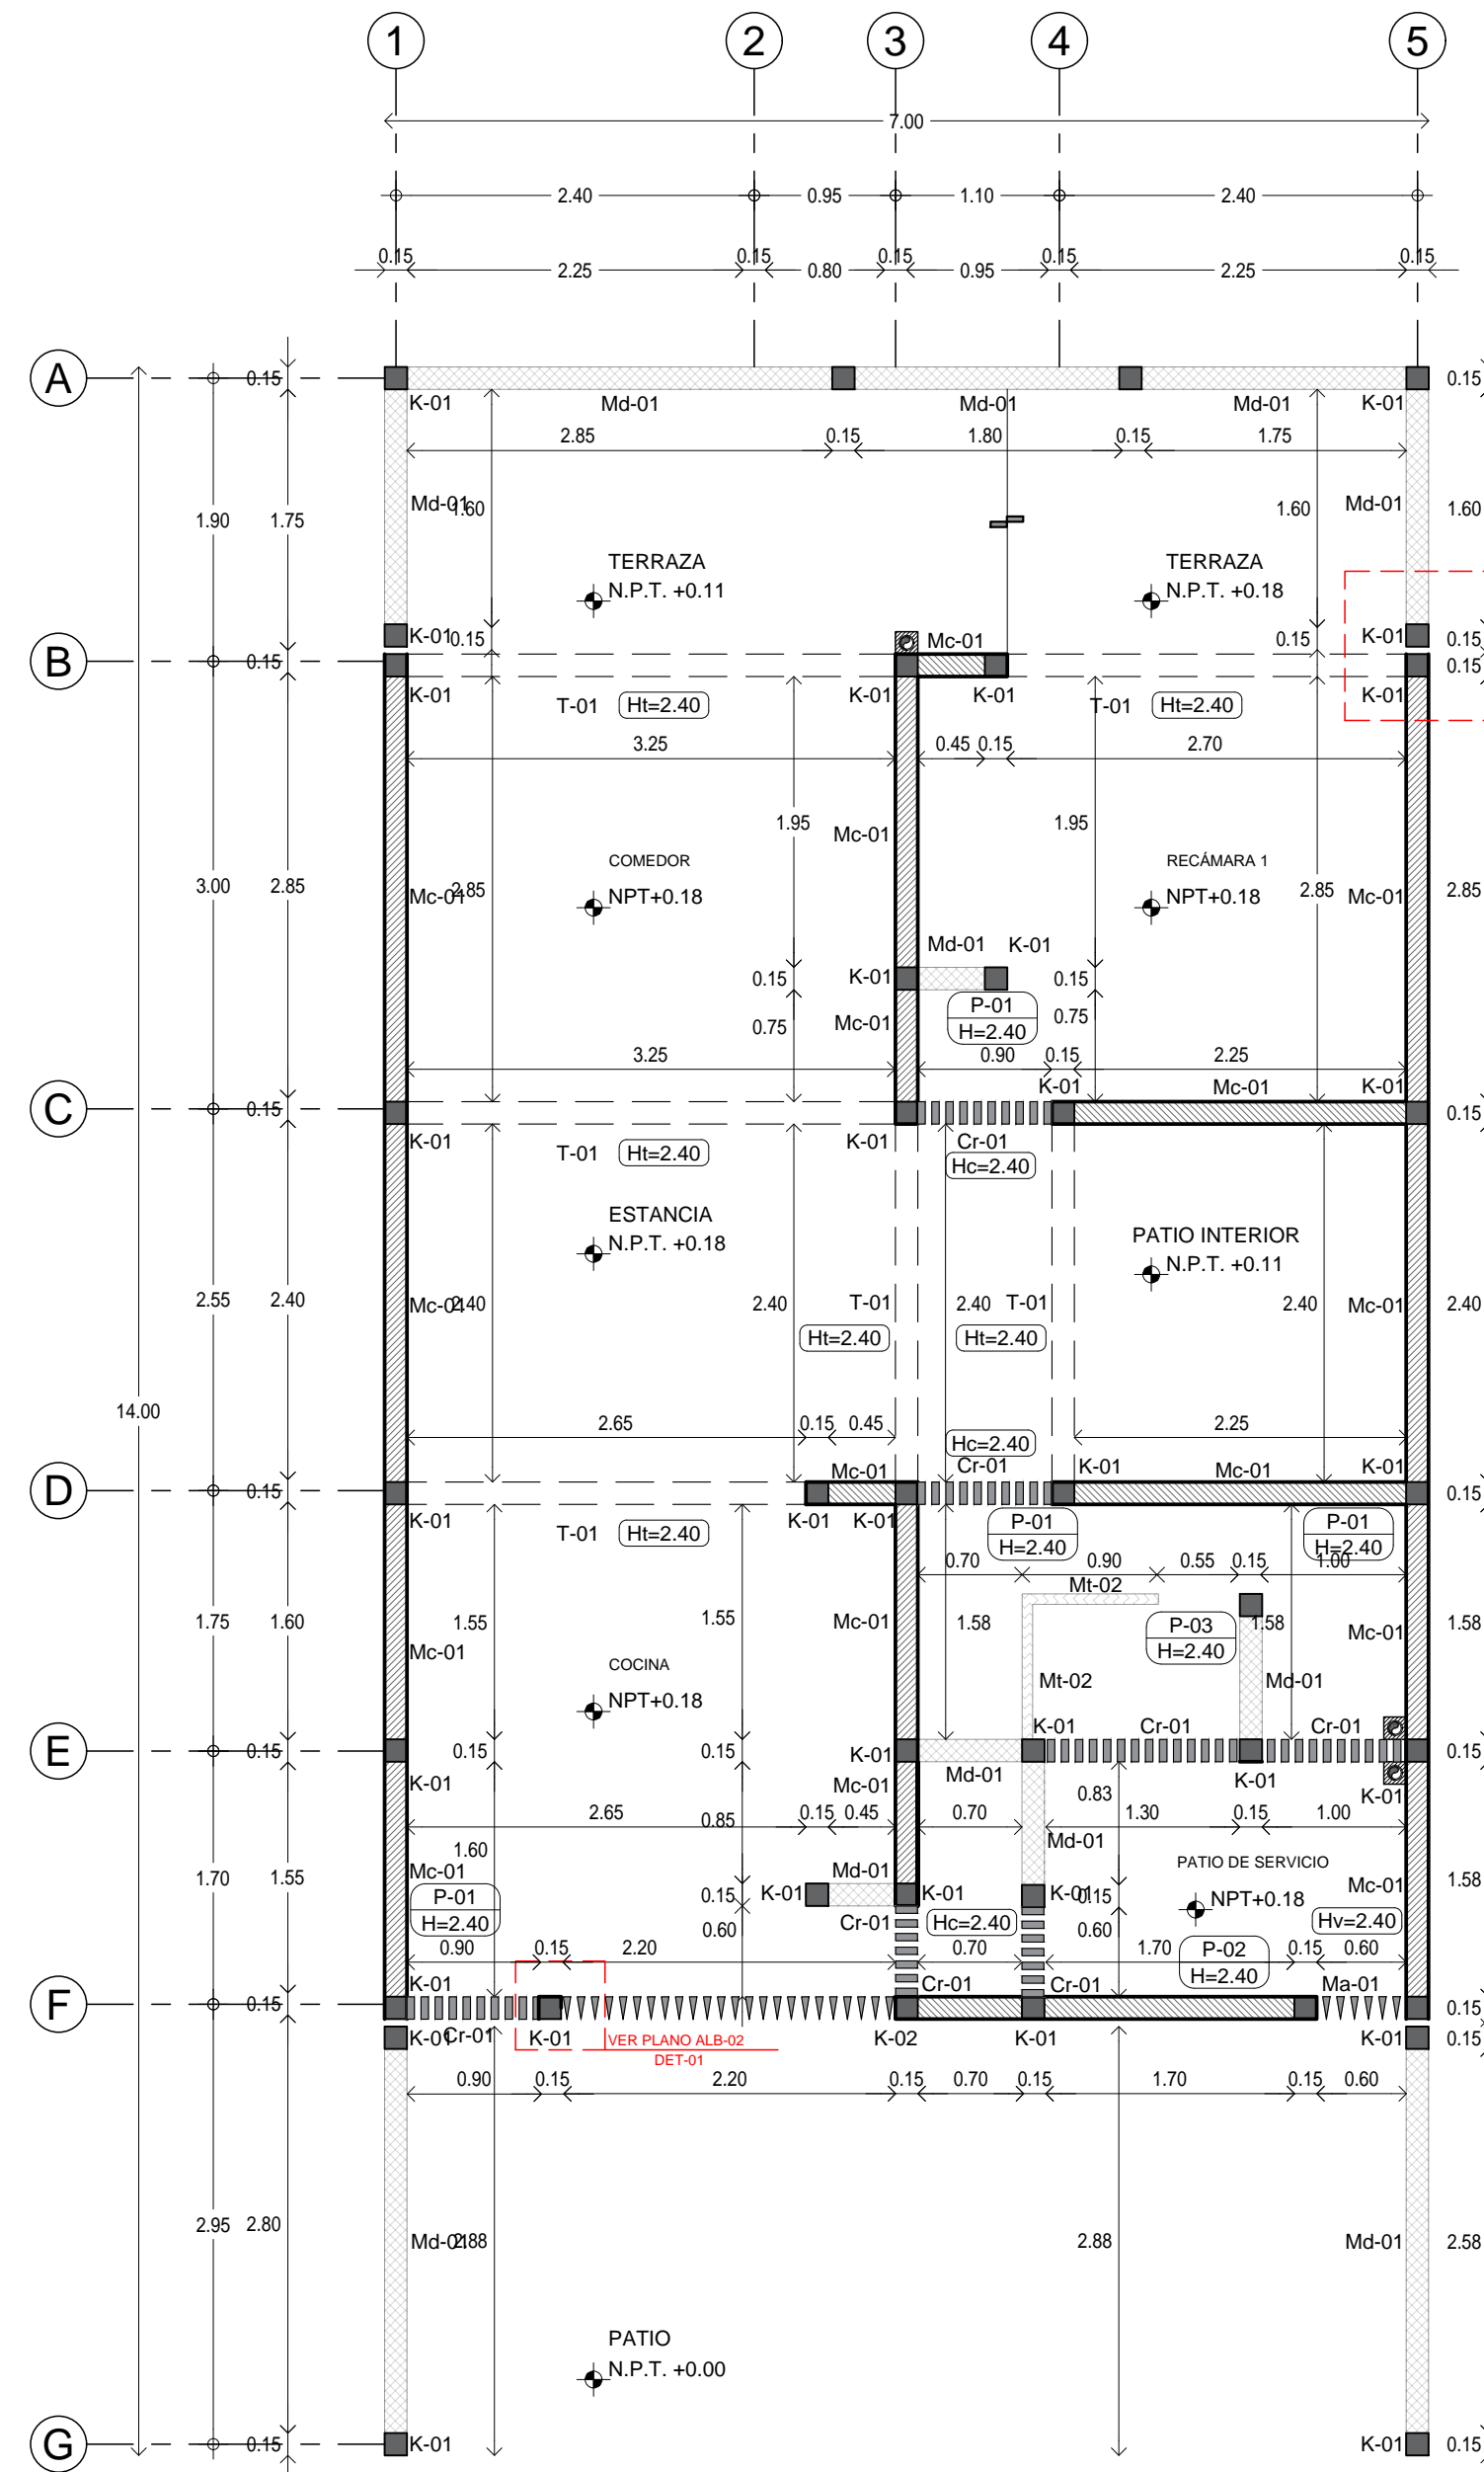 1 2 3 4 5
7.00
2.40 0.95 1.10 2.40
0.15 0.15 0.15 0.15 0.15
2.25 0.80 0.95 2.25
A 0.15 0.15
K-01 Md-01 Md-01 Md-01 K-01
2.85 0.15 1.80 0.15 1.75
1.90 1.75 Md-01 1.60 1.60 Md-01 1.60
TERRAZA TERRAZA
N.P.T. +0.11 N.P.T. +0.18
K-01 0.15 Mc-01 0.15 K-01 0.15
B 0.15 0.15
K-01 T-01 Ht=2.40 K-01 K-01 T-01 Ht=2.40 K-01
3.25 0.45 0.15 2.70
1.95 Mc-01 1.95
COMEDOR RECÁMARA 1
3.00 2.85 Mc-01 2.85 NPT+0.18 NPT+0.18 2.85 Mc-01 2.85
Md-01 K-01
0.15 K-01 0.15
P-01
0.75 Mc-01 H=2.40 0.75
3.25 0.90 0.15 2.25
K-01 Mc-01 K-01
C 0.15 0.15
K-01 T-01 Ht=2.40 K-01 Cr-01
Hc=2.40
ESTANCIA PATIO INTERIOR
N.P.T. +0.18 N.P.T. +0.11
2.55 2.40 Mc-01 2.40 2.40 T-01 2.40 T-01 2.40 Mc-01 2.40
Ht=2.40 Ht=2.40
14.00
2.65 0.15 0.45 2.25
Hc=2.40
Mc-01 Cr-01 K-01 Mc-01 K-01
D 0.15 0.15
K-01 T-01 Ht=2.40 K-01 K-01 P-01 P-01
H=2.40 H=2.40
0.70 0.90 0.55 0.15 1.00
Mt-02
1.75 1.60 1.55 1.55 Mc-01 1.58 P-03 1.58 Mc-01 1.58
Mc-01 H=2.40
COCINA
NPT+0.18 Mt-02 Md-01
K-01 Cr-01 Cr-01
E 0.15 0.15 0.15 K-01 0.15
K-01 Mc-01 Md-01 0.83 K-01 K-01
2.65 0.85 0.15 0.45 0.70 1.30 0.15 1.00
1.60 Md-01
1.70 1.55 Mc-01 Md-01 PATIO DE SERVICIO Mc-01 1.58
P-01 0.15 K-01 K-01 K-01 0.15 NPT+0.18
H=2.40 0.60 Cr-01 Hc=2.40 0.60 Hv=2.40
0.90 0.15 2.20 0.70 1.70 P-02 0.15 0.60
H=2.40
K-01 Cr-01 Cr-01 Ma-01
F 0.15 0.15
K-01 Cr-01 K-01 VER PLANO ALB-02 K-02 K-01 K-01 0.15
DET-01
0.90 0.15 2.20 0.15 0.70 0.15 1.70 0.15 0.60
2.95 2.80 Md-01 2.88 2.88 Md-01 2.58
PATIO
N.P.T. +0.00
G 0.15 K-01 K-01 0.15